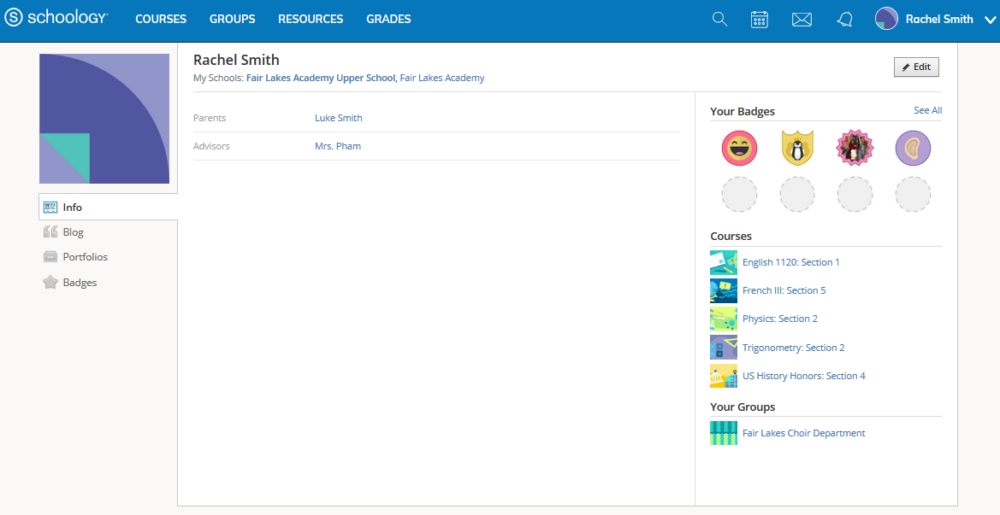 schoology COURSES GROUPS RESOURCES GRADES Rachel Smith
Rachel Smith
Edit
My Schools: Fair Lakes Academy Upper School, Fair Lakes Academy
Info
Blog
Portfolios
Badges
Parents Luke Smith
Advisors Mrs. Pham
Your Badges See All
Courses
English 1120: Section 1
French III: Section 5
Physics: Section 2
Trigonometry: Section 2
US History Honors: Section 4
Your Groups
Fair Lakes Choir Department